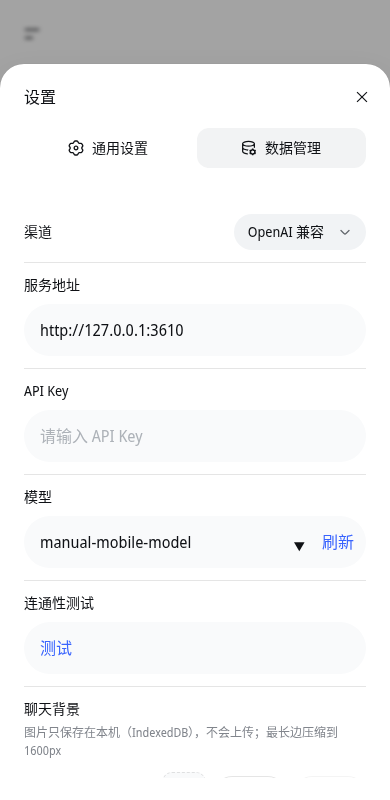 设置
通用设置
数据管理
渠道
OpenAI 兼容
服务地址
http://127.0.0.1:3610
API Key
请输入 API Key
模型
manual-mobile-model
刷新
连通性测试
测试
聊天背景
图片只保存在本机（IndexedDB），不会上传；最长边压缩到
1600px